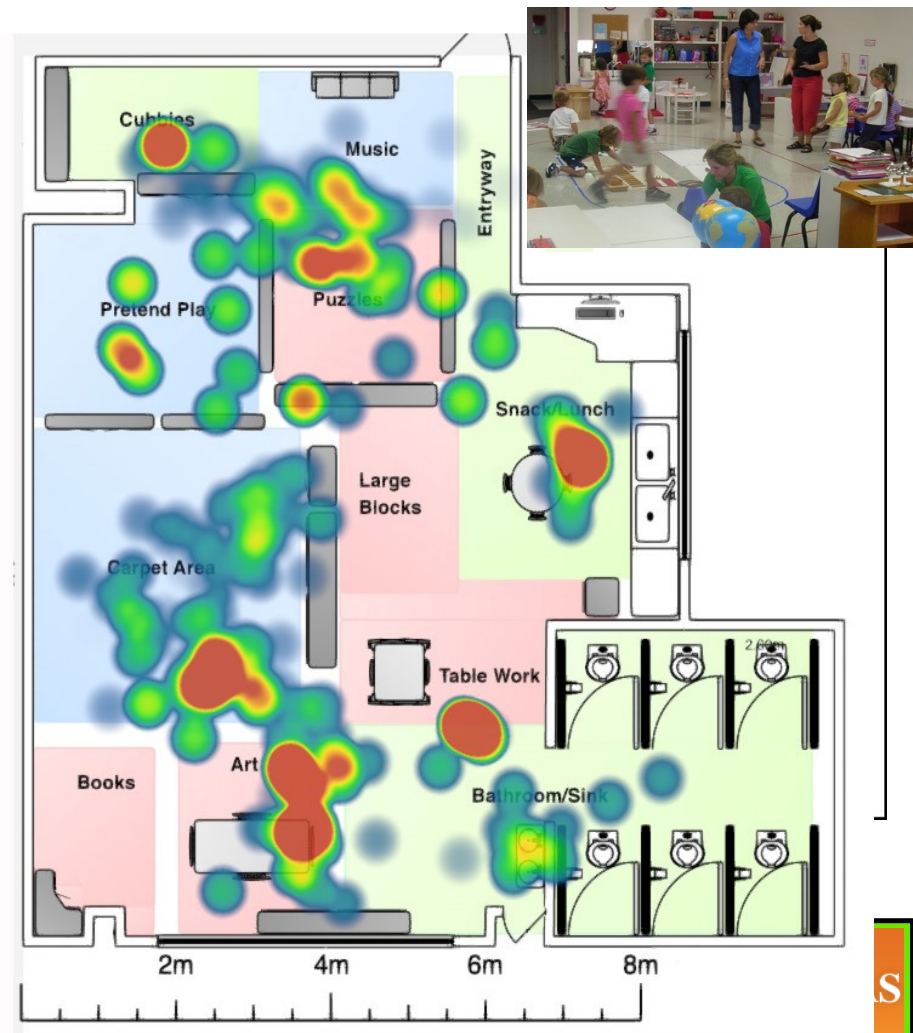 Cubbies
Music
Entryway
Pretend Play
Puzzles
Snack/Lunch
Large
Blocks
Carpet Area
2.60m
Table Work
Art
Books
Bathroom/Sink
2m 4m 6m 8m